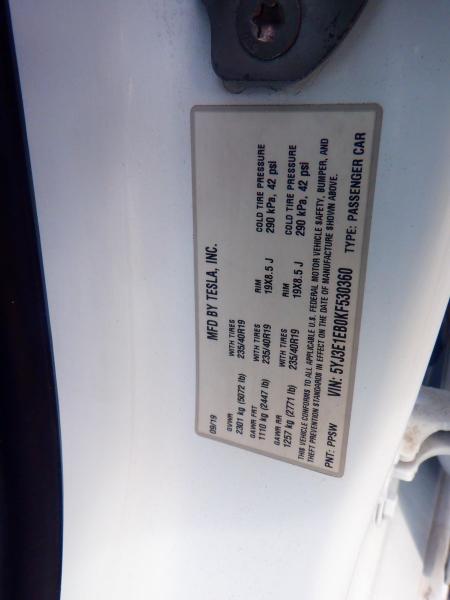 09/19 MFD BY TESLA, INC.
GVWR WITH TIRES RIM COLD TIRE PRESSURE
2301 kg (5072 lb) 235/40R19 19X8.5 J 290 kPa, 42 psi
GAWR FRT WITH TIRES RIM COLD TIRE PRESSURE
1110 kg (2447 lb) 235/40R19 19X8.5 J 290 kPa, 42 psi
GAWR RR WITH TIRES
1257 kg (2771 lb) 235/40R19
THIS VEHICLE CONFORMS TO ALL APPLICABLE U.S. FEDERAL MOTOR VEHICLE SAFETY, BUMPER, AND
THEFT PREVENTION STANDARDS IN EFFECT ON THE DATE OF MANUFACTURE SHOWN ABOVE.
PNT: PPSW VIN: 5YJ3E1EB0KF530360 TYPE: PASSENGER CAR